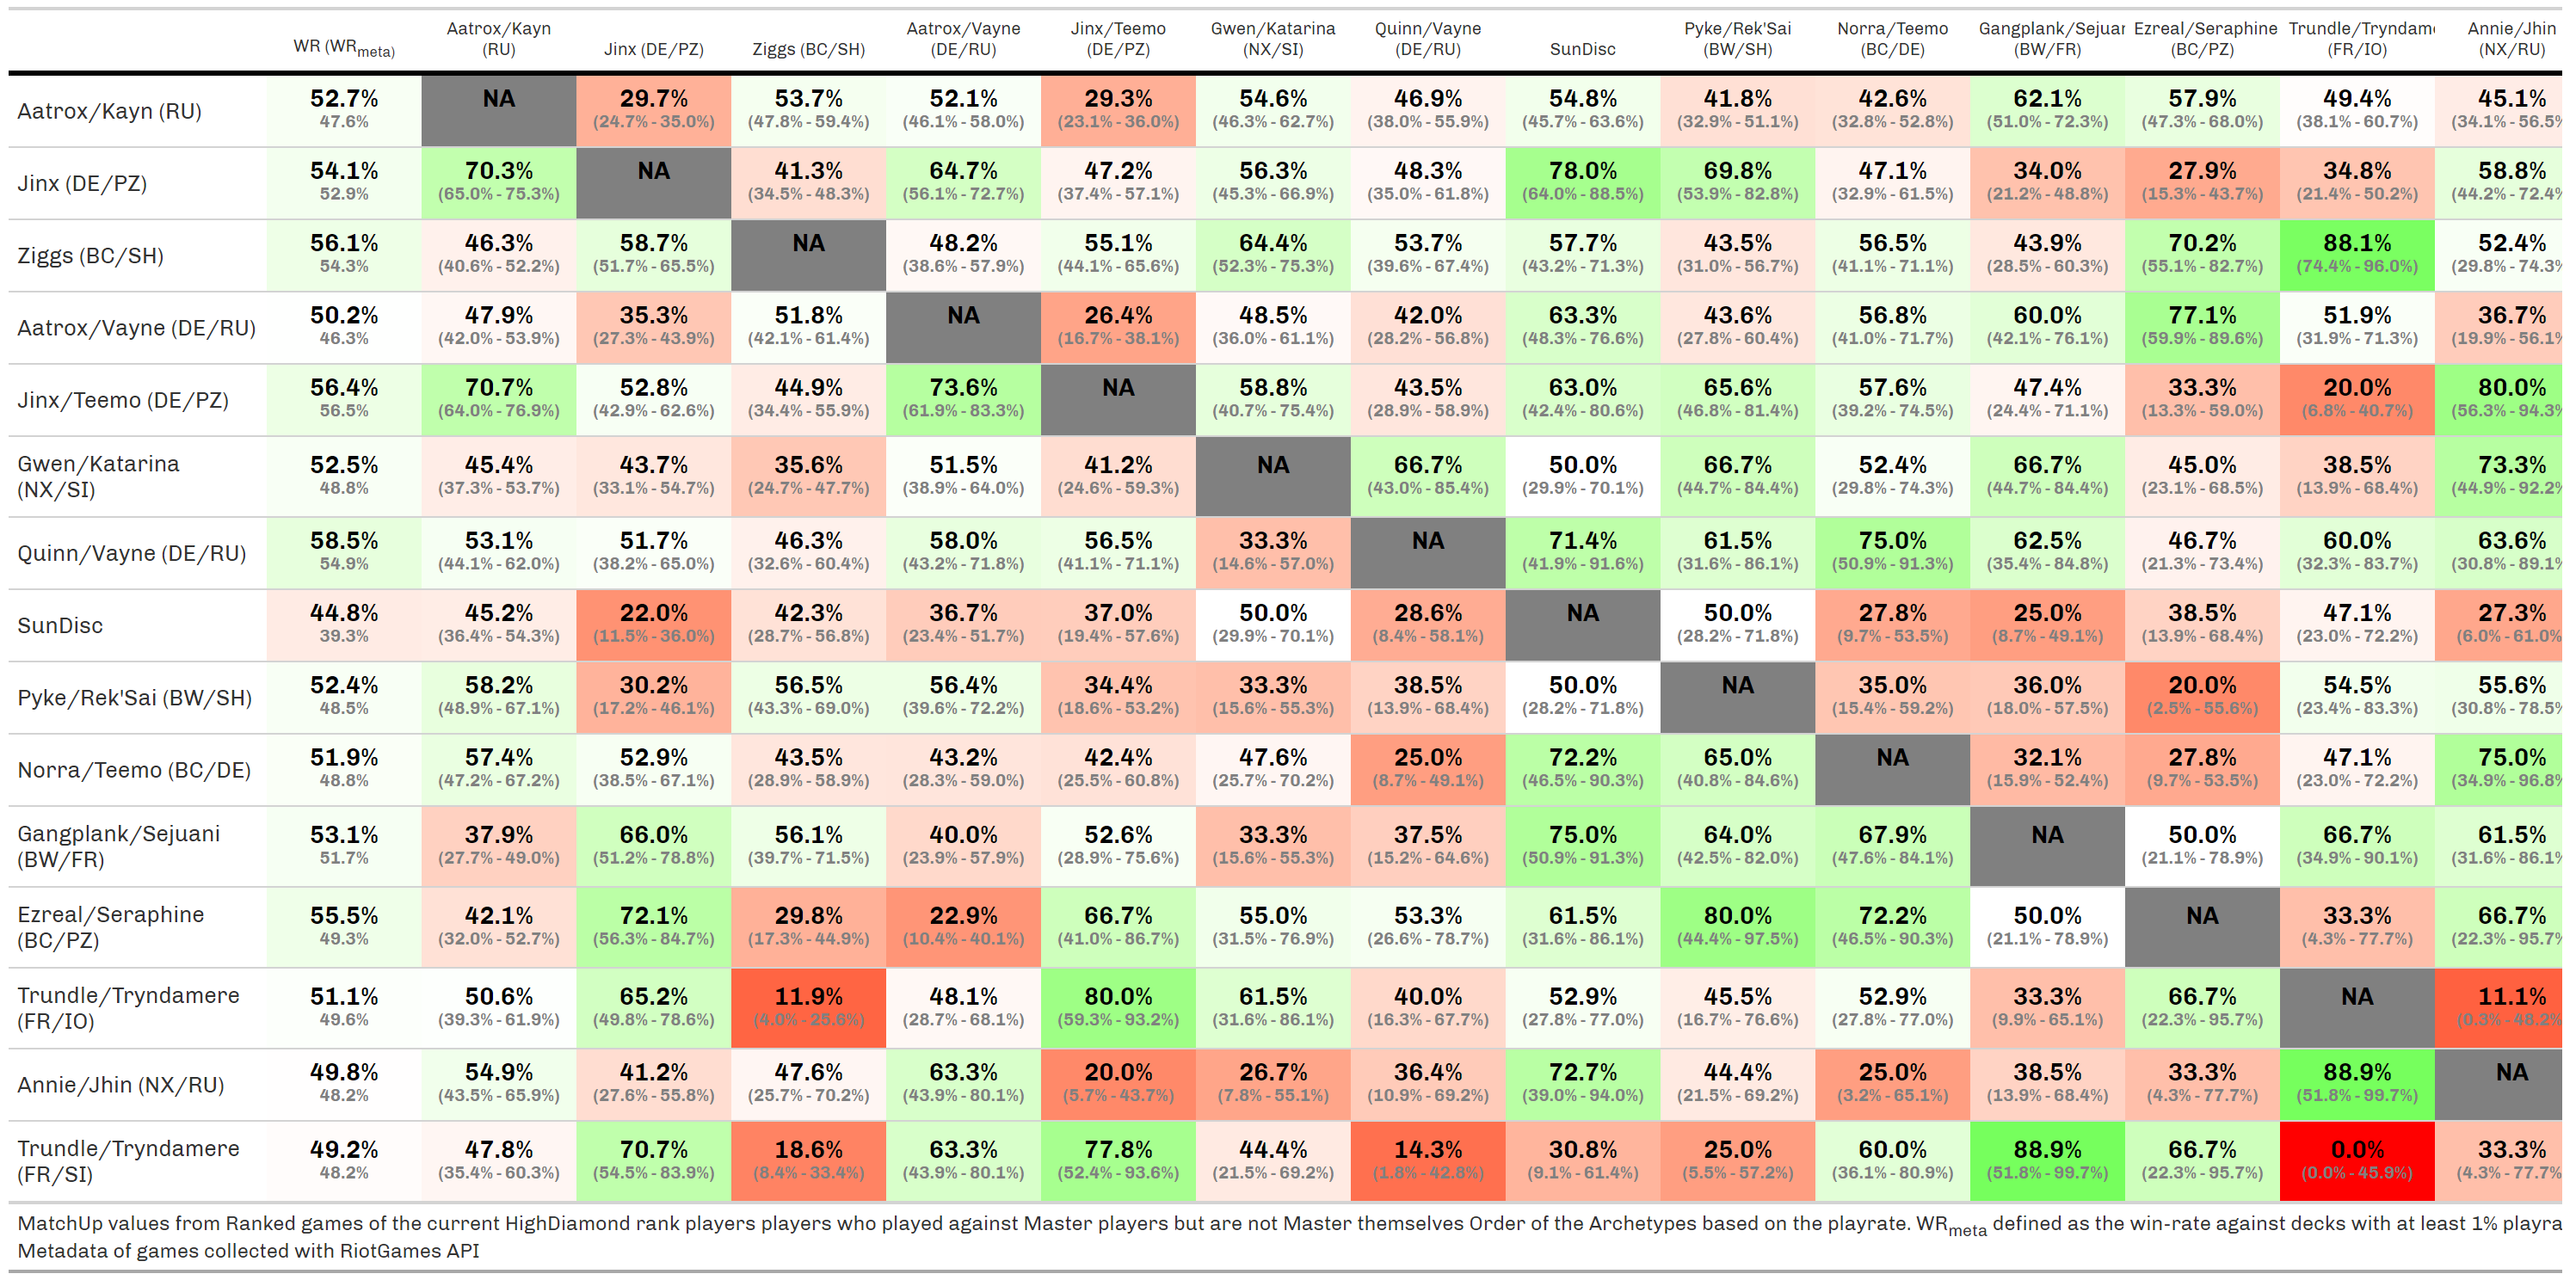 WR (WRmeta) Aatrox/Kayn (RU) Jinx (DE/PZ) Ziggs (BC/SH) Aatrox/Vayne (DE/RU) Jinx/Teemo (DE/PZ) Gwen/Katarina (NX/SI) Quinn/Vayne (DE/RU) SunDisc Pyke/Rek'Sai (BW/SH) Norra/Teemo (BC/DE) Gangplank/Sejuar (BW/FR) Ezreal/Seraphine (BC/PZ) Trundle/Tryndam (FR/IO) Annie/Jhin (NX/RU)
Aatrox/Kayn (RU) 52.7% NA 29.7% 53.7% 52.1% 29.3% 54.6% 46.9% 54.8% 41.8% 42.6% 62.1% 57.9% 49.4% 45.1%
47.6% (24.7% - 35.0%) (47.8% - 59.4%) (46.1% - 58.0%) (23.1% - 36.0%) (46.3% - 62.7%) (38.0% - 55.9%) (45.7% - 63.6%) (32.9% - 51.1%) (32.8% - 52.8%) (51.0% - 72.3%) (47.3% - 68.0%) (38.1% - 60.7%) (34.1% - 56.5%
Jinx (DE/PZ) 54.1% 70.3% NA 41.3% 64.7% 47.2% 56.3% 48.3% 78.0% 69.8% 47.1% 34.0% 27.9% 34.8% 58.8%
52.9% (65.0% - 75.3%) (34.5% - 48.3%) (56.1% - 72.7%) (37.4% - 57.1%) (45.3% - 66.9%) (35.0% - 61.8%) (64.0% - 88.5%) (53.9% - 82.8%) (32.9% - 61.5%) (21.2% - 48.8%) (15.3% - 43.7%) (21.4% - 50.2%) (44.2% - 72.4%
Ziggs (BC/SH) 56.1% 46.3% 58.7% NA 48.2% 55.1% 64.4% 53.7% 57.7% 43.5% 56.5% 43.9% 70.2% 88.1% 52.4%
54.3% (40.6% - 52.2%) (51.7% - 65.5%) (38.6% - 57.9%) (44.1% - 65.6%) (52.3% - 75.3%) (39.6% - 67.4%) (43.2% - 71.3%) (31.0% - 56.7%) (41.1% - 71.1%) (28.5% - 60.3%) (55.1% - 82.7%) (74.4% - 96.0%) (29.8% - 74.3%
Aatrox/Vayne (DE/RU) 50.2% 47.9% 35.3% 51.8% NA 26.4% 48.5% 42.0% 63.3% 43.6% 56.8% 60.0% 77.1% 51.9% 36.7%
46.3% (42.0% - 53.9%) (27.3% - 43.9%) (42.1% - 61.4%) (16.7% - 38.1%) (36.0% - 61.1%) (28.2% - 56.8%) (48.3% - 76.6%) (27.8% - 60.4%) (41.0% - 71.7%) (42.1% - 76.1%) (59.9% - 89.6%) (31.9% - 71.3%) (19.9% - 56.1%
Jinx/Teemo (DE/PZ) 56.4% 70.7% 52.8% 44.9% 73.6% NA 58.8% 43.5% 63.0% 65.6% 57.6% 47.4% 33.3% 20.0% 80.0%
56.5% (64.0% - 76.9%) (42.9% - 62.6%) (34.4% - 55.9%) (61.9% - 83.3%) (40.7% - 75.4%) (28.9% - 58.9%) (42.4% - 80.6%) (46.8% - 81.4%) (39.2% - 74.5%) (24.4% - 71.1%) (13.3% - 59.0%) (6.8% - 40.7%) (56.3% - 94.3%
Gwen/Katarina (NX/SI) 52.5% 45.4% 43.7% 35.6% 51.5% 41.2% NA 66.7% 50.0% 66.7% 52.4% 66.7% 45.0% 38.5% 73.3%
48.8% (37.3% - 53.7%) (33.1% - 54.7%) (24.7% - 47.7%) (38.9% - 64.0%) (24.6% - 59.3%) (43.0% - 85.4%) (29.9% - 70.1%) (44.7% - 84.4%) (29.8% - 74.3%) (44.7% - 84.4%) (23.1% - 68.5%) (13.9% - 68.4%) (44.9% - 92.2%
Quinn/Vayne (DE/RU) 58.5% 53.1% 51.7% 46.3% 58.0% 56.5% 33.3% NA 71.4% 61.5% 75.0% 62.5% 46.7% 60.0% 63.6%
54.9% (44.1% - 62.0%) (38.2% - 65.0%) (32.6% - 60.4%) (43.2% - 71.8%) (41.1% - 71.1%) (14.6% - 57.0%) (41.9% - 91.6%) (31.6% - 86.1%) (50.9% - 91.3%) (35.4% - 84.8%) (21.3% - 73.4%) (32.3% - 83.7%) (30.8% - 89.1%
SunDisc 44.8% 45.2% 22.0% 42.3% 36.7% 37.0% 50.0% 28.6% NA 50.0% 27.8% 25.0% 38.5% 47.1% 27.3%
39.3% (36.4% - 54.3%) (11.5% - 36.0%) (28.7% - 56.8%) (23.4% - 51.7%) (19.4% - 57.6%) (29.9% - 70.1%) (8.4% - 58.1%) (28.2% - 71.8%) (9.7% - 53.5%) (8.7% - 49.1%) (13.9% - 68.4%) (23.0% - 72.2%) (6.0% - 61.0%
Pyke/Rek'Sai (BW/SH) 52.4% 58.2% 30.2% 56.5% 56.4% 34.4% 33.3% 38.5% 50.0% NA 35.0% 36.0% 20.0% 54.5% 55.6%
48.5% (48.9% - 67.1%) (17.2% - 46.1%) (43.3% - 69.0%) (39.6% - 72.2%) (18.6% - 53.2%) (15.6% - 55.3%) (13.9% - 68.4%) (28.2% - 71.8%) (15.4% - 59.2%) (18.0% - 57.5%) (2.5% - 55.6%) (23.4% - 83.3%) (30.8% - 78.5%
Norra/Teemo (BC/DE) 51.9% 57.4% 52.9% 43.5% 43.2% 42.4% 47.6% 25.0% 72.2% 65.0% NA 32.1% 27.8% 47.1% 75.0%
48.8% (47.2% - 67.2%) (38.5% - 67.1%) (28.9% - 58.9%) (28.3% - 59.0%) (25.5% - 60.8%) (25.7% - 70.2%) (8.7% - 49.1%) (46.5% - 90.3%) (40.8% - 84.6%) (15.9% - 52.4%) (9.7% - 53.5%) (23.0% - 72.2%) (34.9% - 96.8%
Gangplank/Sejuani (BW/FR) 53.1% 37.9% 66.0% 56.1% 40.0% 52.6% 33.3% 37.5% 75.0% 64.0% 67.9% NA 50.0% 66.7% 61.5%
51.7% (27.7% - 49.0%) (51.2% - 78.8%) (39.7% - 71.5%) (23.9% - 57.9%) (28.9% - 75.6%) (15.6% - 55.3%) (15.2% - 64.6%) (50.9% - 91.3%) (42.5% - 82.0%) (47.6% - 84.1%) (21.1% - 78.9%) (34.9% - 90.1%) (31.6% - 86.1%
Ezreal/Seraphine (BC/PZ) 55.5% 42.1% 72.1% 29.8% 22.9% 66.7% 55.0% 53.3% 61.5% 80.0% 72.2% 50.0% NA 33.3% 66.7%
49.3% (32.0% - 52.7%) (56.3% - 84.7%) (17.3% - 44.9%) (10.4% - 40.1%) (41.0% - 86.7%) (31.5% - 76.9%) (26.6% - 78.7%) (31.6% - 86.1%) (44.4% - 97.5%) (46.5% - 90.3%) (21.1% - 78.9%) (4.3% - 77.7%) (22.3% - 95.7%
Trundle/Tryndamere (FR/IO) 51.1% 50.6% 65.2% 11.9% 48.1% 80.0% 61.5% 40.0% 52.9% 45.5% 52.9% 33.3% 66.7% NA 11.1%
49.6% (39.3% - 61.9%) (49.8% - 78.6%) (4.0% - 25.6%) (28.7% - 68.1%) (59.3% - 93.2%) (31.6% - 86.1%) (16.3% - 67.7%) (27.8% - 77.0%) (16.7% - 76.6%) (27.8% - 77.0%) (9.9% - 65.1%) (22.3% - 95.7%) (0.3% - 48.2%
Annie/Jhin (NX/RU) 49.8% 54.9% 41.2% 47.6% 63.3% 20.0% 26.7% 36.4% 72.7% 44.4% 25.0% 38.5% 33.3% 88.9% NA
48.2% (43.5% - 65.9%) (27.6% - 55.8%) (25.7% - 70.2%) (43.9% - 80.1%) (5.7% - 43.7%) (7.8% - 55.1%) (10.9% - 69.2%) (39.0% - 94.0%) (21.5% - 69.2%) (3.2% - 65.1%) (13.9% - 68.4%) (4.3% - 77.7%) (51.8% - 99.7%)
Trundle/Tryndamere (FR/SI) 49.2% 47.8% 70.7% 18.6% 63.3% 77.8% 44.4% 14.3% 30.8% 25.0% 60.0% 88.9% 66.7% 0.0% 33.3%
48.2% (35.4% - 60.3%) (54.5% - 83.9%) (8.4% - 33.4%) (43.9% - 80.1%) (52.4% - 93.6%) (21.5% - 69.2%) (1.8% - 42.8%) (9.1% - 61.4%) (5.5% - 57.2%) (36.1% - 80.9%) (51.8% - 99.7%) (22.3% - 95.7%) (0.0% - 45.9%) (4.3% - 77.7%
MatchUp values from Ranked games of the current HighDiamond rank players players who played against Master players but are not Master themselves Order of the Archetypes based on the playrate. WRmeta defined as the win-rate against decks with at least 1% playra
Metadata of games collected with RiotGames API